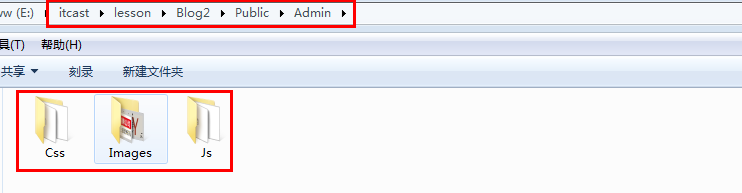 ww (E:) ▸ itcast ▸ lesson ▸ Blog2 ▸ Public ▸ Admin ▸
具(T) 帮助(H)
共享 刻录 新建文件夹
Css Images Js